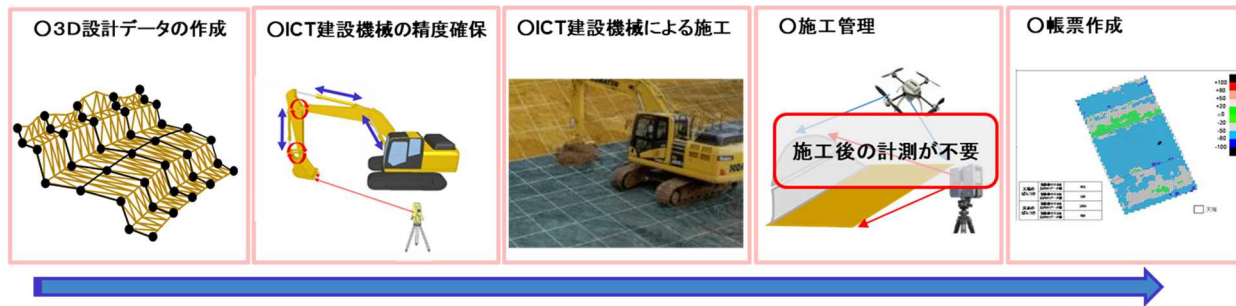 ○3D設計データの作成
○ICT建設機械の精度確保
○ICT建設機械による施工
○施工管理
施工後の計測が不要
○帳票作成
+100
+80
+50
+20
-20
-50
-80
-100
天端